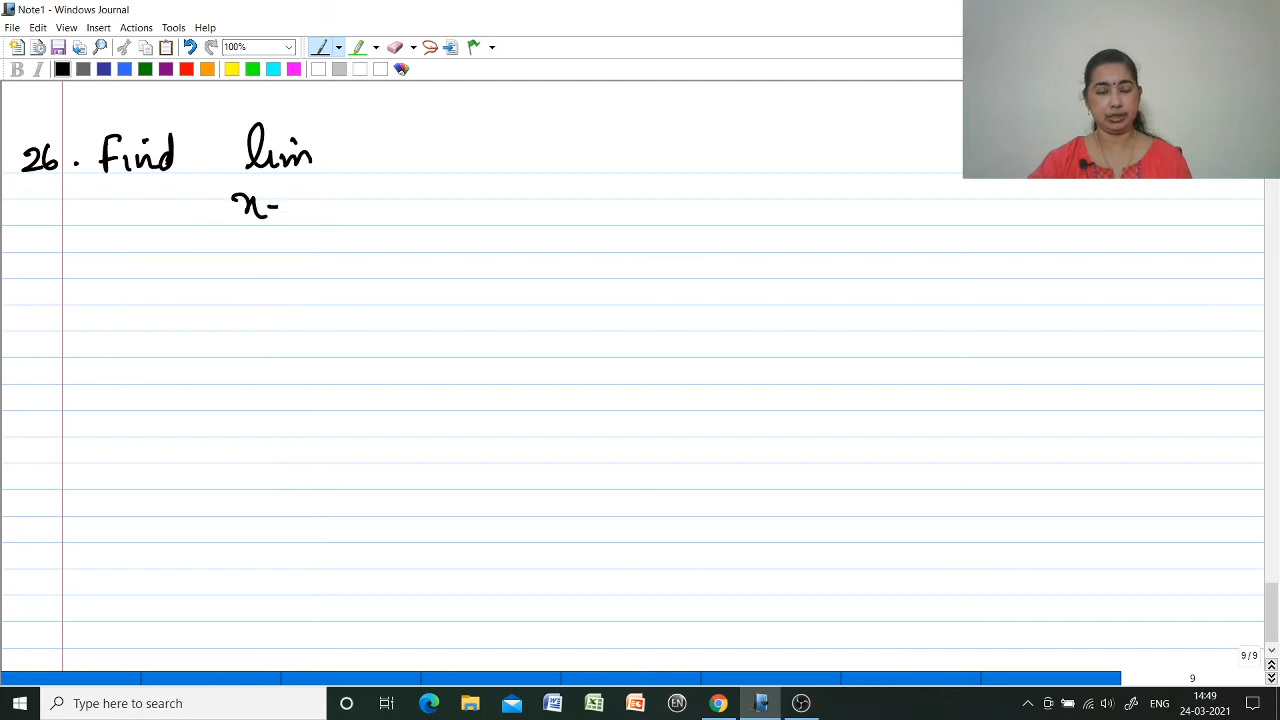 Note1 - Windows Journal
File Edit View Insert Actions Tools Help
100%
B I
26. Find lim
x-
9 / 9
9
Type here to search
EN
ENG
14:49
24-03-2021